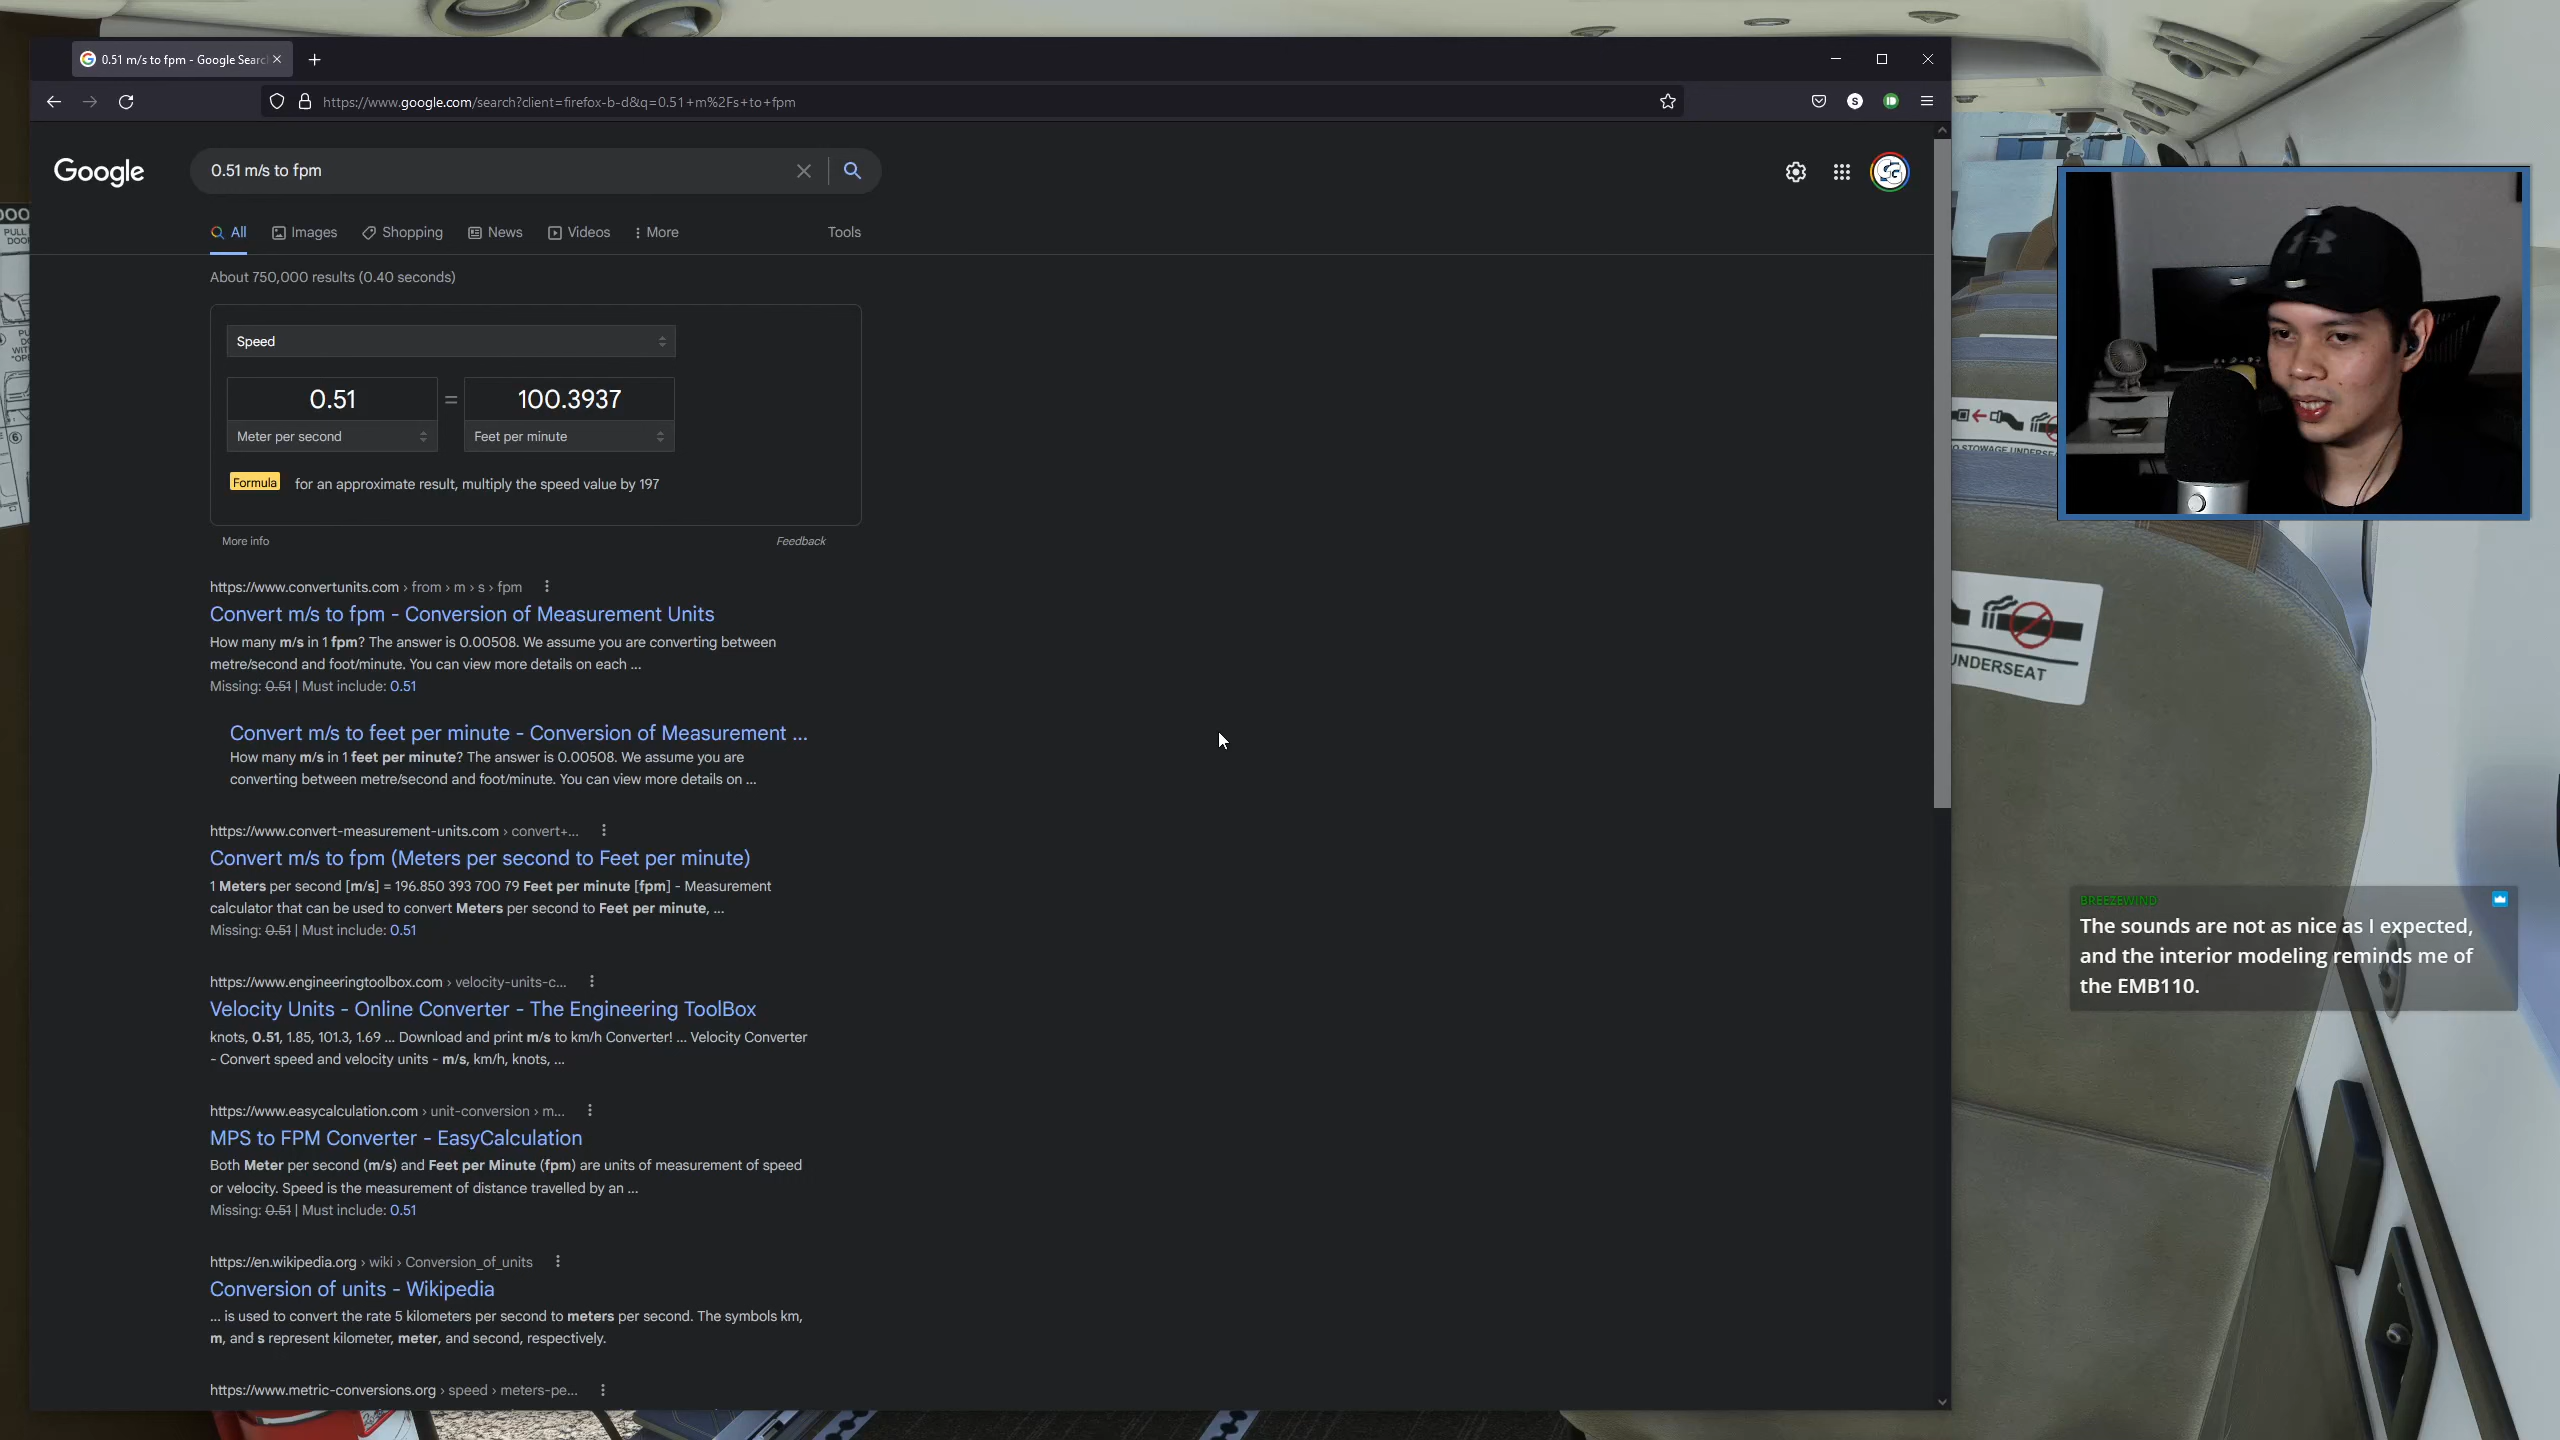 0.51 m/s to fpm - Google Searc
https://www.google.com/search?client=firefox-b-d&q=0.51+m%2Fs+to+fpm
Google
0.51 m/s to fpm
All
Images
Shopping
News
Videos
More
Tools
About 750,000 results (0.40 seconds)
Speed
0.51 = 100.3937
Meter per second
Feet per minute
Formula for an approximate result, multiply the speed value by 197
More info
Feedback
https://www.convertunits.com › from › m › s › fpm
Convert m/s to fpm - Conversion of Measurement Units
How many m/s in 1 fpm? The answer is 0.00508. We assume you are converting between
metre/second and foot/minute. You can view more details on each ...
Missing: 0.51 | Must include: 0.51
Convert m/s to feet per minute - Conversion of Measurement ...
How many m/s in 1 feet per minute? The answer is 0.00508. We assume you are
converting between metre/second and foot/minute. You can view more details on ...
https://www.convert-measurement-units.com › convert+...
Convert m/s to fpm (Meters per second to Feet per minute)
1 Meters per second [m/s] = 196.850 393 700 79 Feet per minute [fpm] - Measurement
calculator that can be used to convert Meters per second to Feet per minute, ...
Missing: 0.51 | Must include: 0.51
https://www.engineeringtoolbox.com › velocity-units-c...
Velocity Units - Online Converter - The Engineering ToolBox
knots, 0.51, 1.85, 101.3, 1.69 ... Download and print m/s to km/h Converter! ... Velocity Converter
- Convert speed and velocity units - m/s, km/h, knots, ...
https://www.easycalculation.com › unit-conversion › m...
MPS to FPM Converter - EasyCalculation
Both Meter per second (m/s) and Feet per Minute (fpm) are units of measurement of speed
or velocity. Speed is the measurement of distance travelled by an ...
Missing: 0.51 | Must include: 0.51
https://en.wikipedia.org › wiki › Conversion_of_units
Conversion of units - Wikipedia
... is used to convert the rate 5 kilometers per second to meters per second. The symbols km,
m, and s represent kilometer, meter, and second, respectively.
https://www.metric-conversions.org › speed › meters-pe...
STOWAGE UNDERSEA
UNDERSEAT
BREEZEWIND
The sounds are not as nice as I expected,
and the interior modeling reminds me of
the EMB110.